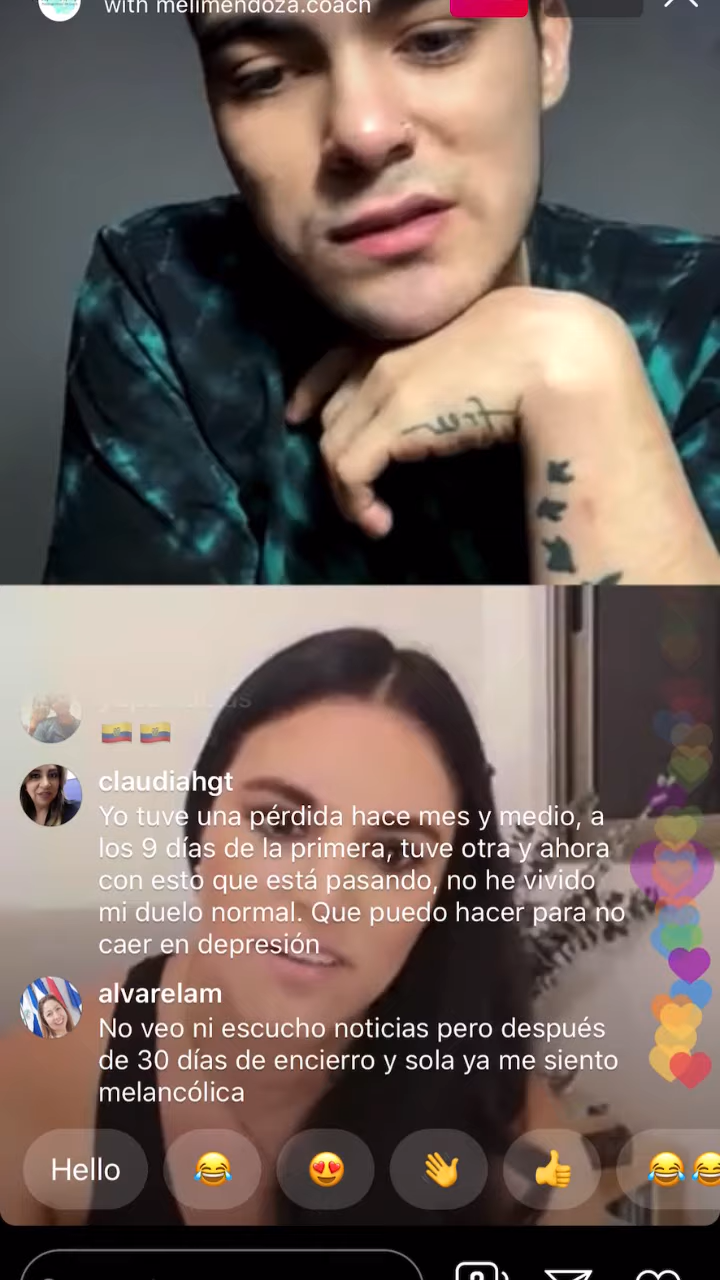 with melimendoza.coach
🇪🇨 🇪🇨
claudiahgt
Yo tuve una pérdida hace mes y medio, a
los 9 días de la primera, tuve otra y ahora
con esto que está pasando, no he vivido
mi duelo normal. Que puedo hacer para no
caer en depresión
alvarelam
No veo ni escucho noticias pero después
de 30 días de encierro y sola ya me siento
melancólica
Hello 😂 😍 👋 👍 😂😂